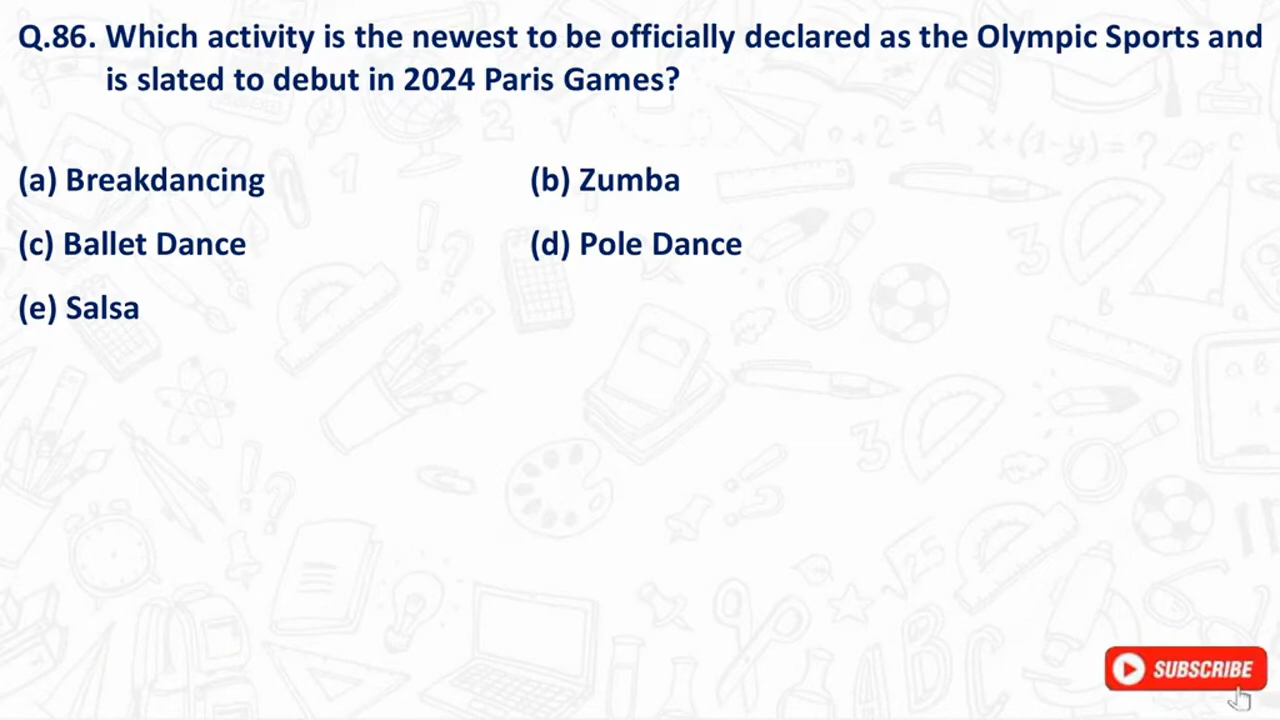 Q.86. Which activity is the newest to be officially declared as the Olympic Sports and
is slated to debut in 2024 Paris Games?
(a) Breakdancing (b) Zumba
(c) Ballet Dance (d) Pole Dance
(e) Salsa
SUBSCRIBE